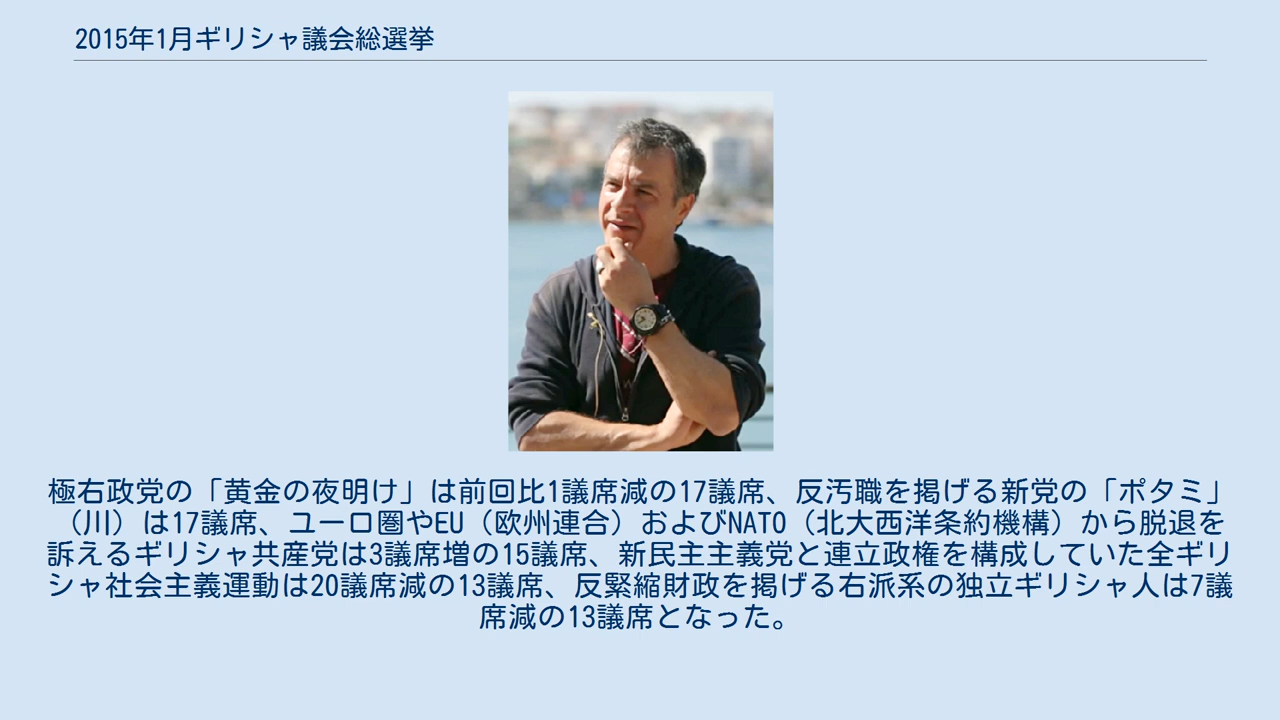 2015年1月ギリシャ議会総選挙
極右政党の「黄金の夜明け」は前回比1議席減の17議席、反汚職を掲げる新党の「ポタミ」
（川）は17議席、ユーロ圏やEU（欧州連合）およびNATO（北大西洋条約機構）から脱退を
訴えるギリシャ共産党は3議席増の15議席、新民主主義党と連立政権を構成していた全ギリ
シャ社会主義運動は20議席減の13議席、反緊縮財政を掲げる右派系の独立ギリシャ人は7議
席減の13議席となった。